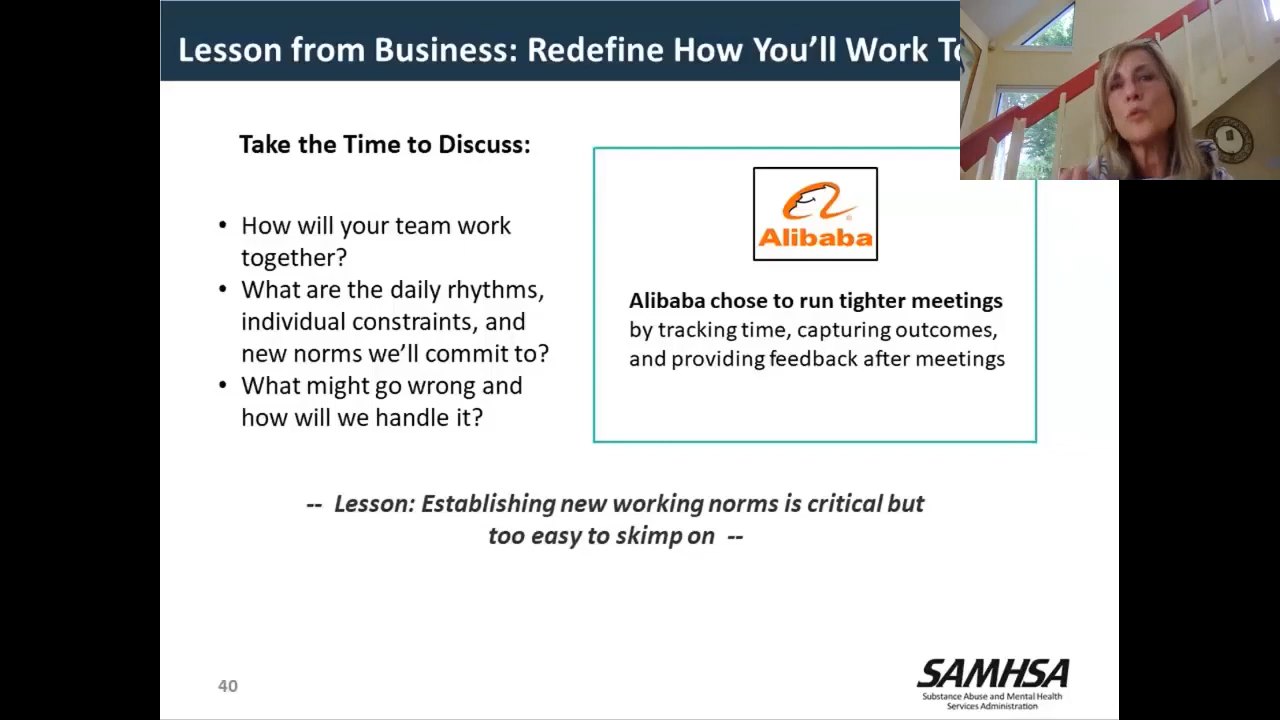 Lesson from Business: Redefine How You'll Work
Take the Time to Discuss:
• How will your team work
together?
• What are the daily rhythms,
individual constraints, and
new norms we'll commit to?
• What might go wrong and
how will we handle it?
Alibaba
Alibaba chose to run tighter meetings
by tracking time, capturing outcomes,
and providing feedback after meetings
-- Lesson: Establishing new working norms is critical but
too easy to skimp on --
40
SAMHSA
Substance Abuse and Mental Health
Services Administration